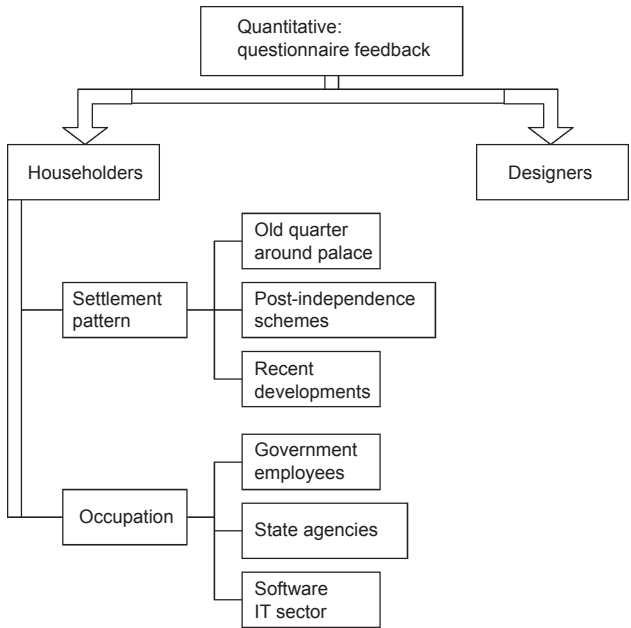 Quantitative:
questionnaire feedback
Householders
Designers
Settlement
pattern
Old quarter
around palace
Post-independence
schemes
Recent
developments
Occupation
Government
employees
State agencies
Software
IT sector